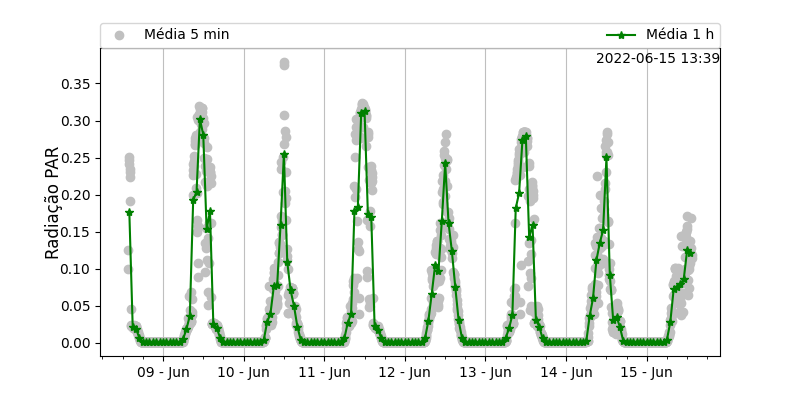 Média 5 min
Média 1 h
2022-06-15 13:39
Radiação PAR
0.35
0.30
0.25
0.20
0.15
0.10
0.05
0.00
09 - Jun
10 - Jun
11 - Jun
12 - Jun
13 - Jun
14 - Jun
15 - Jun